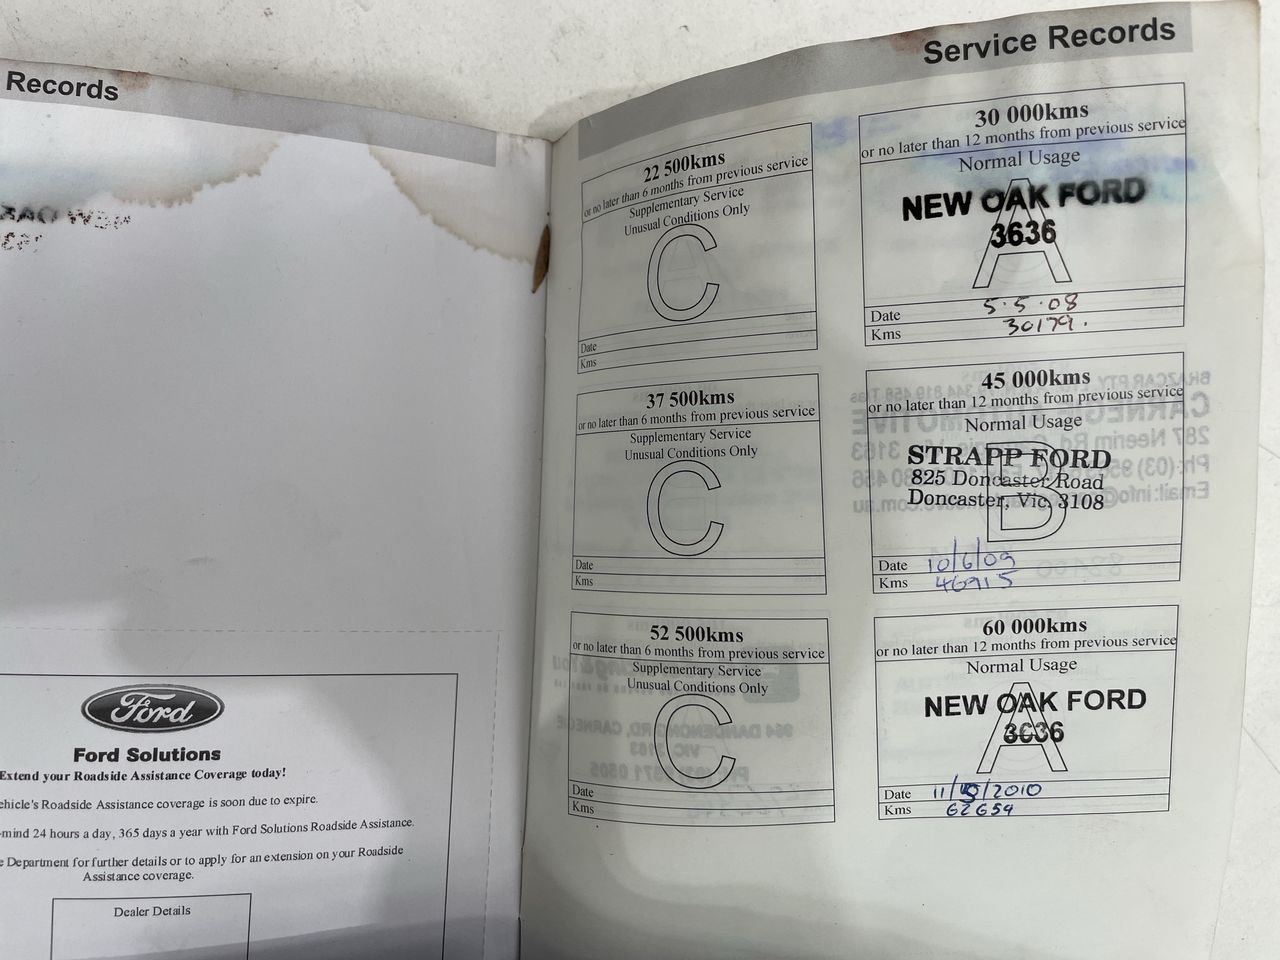 Records
Ford
Ford Solutions
Extend your Roadside Assistance Coverage today!
ehicle's Roadside Assistance coverage is soon due to expire.
-mind 24 hours a day, 365 days a year with Ford Solutions Roadside Assistance.
e Department for further details or to apply for an extension on your Roadside
Assistance coverage.
Dealer Details
Service Records
22 500kms
or no later than 6 months from previous service
Supplementary Service
Unusual Conditions Only
C
Date
Kms
30 000kms
or no later than 12 months from previous service
Normal Usage
A
NEW OAK FORD
3636
Date 5.5.08
Kms 30179.
37 500kms
or no later than 6 months from previous service
Supplementary Service
Unusual Conditions Only
C
Date
Kms
45 000kms
or no later than 12 months from previous service
Normal Usage
B
STRAPP FORD
825 Doncaster Road
Doncaster, Vic, 3108
Date 10/6/09
Kms 46915
52 500kms
or no later than 6 months from previous service
Supplementary Service
Unusual Conditions Only
C
Date
Kms
60 000kms
or no later than 12 months from previous service
Normal Usage
A
NEW OAK FORD
3636
Date 11/5/2010
Kms 62659